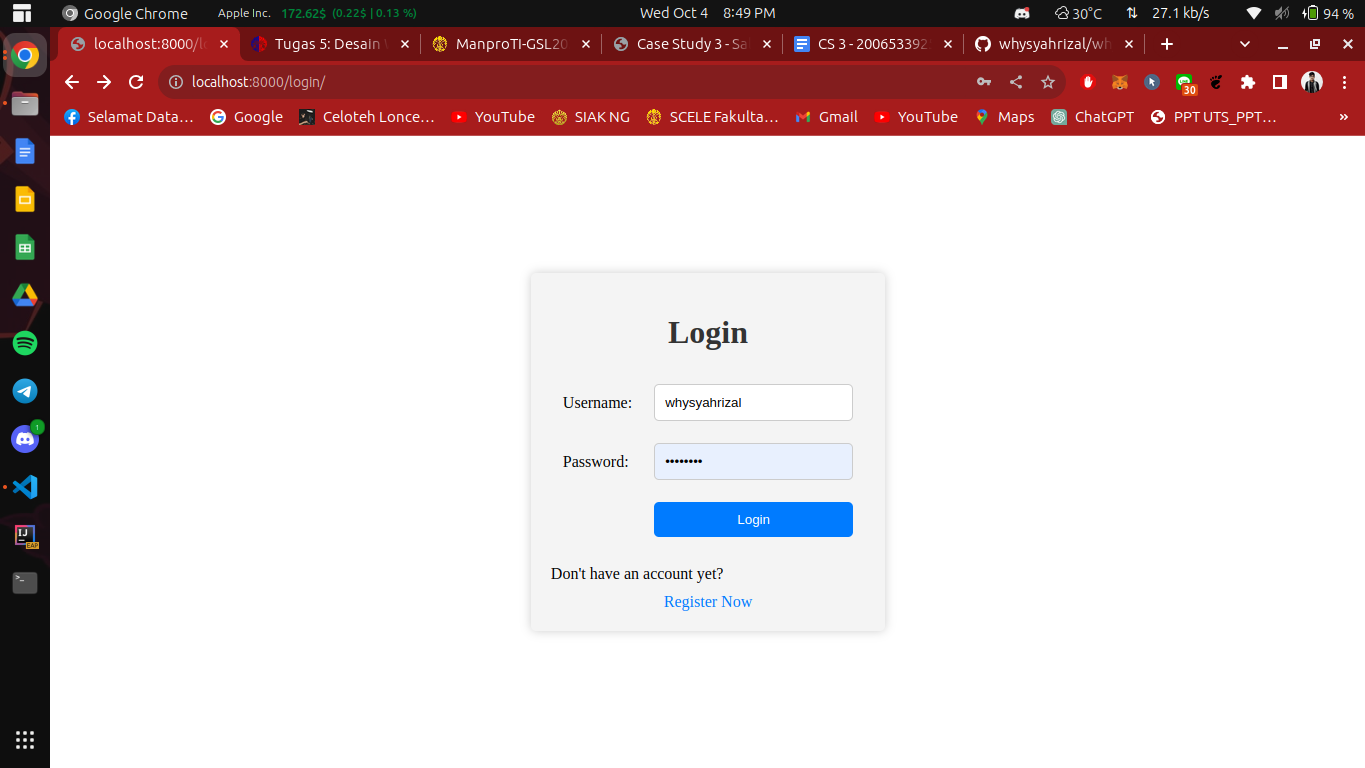 Google Chrome Apple Inc. 172.62$ (0.22$ | 0.13 %) Wed Oct 4 8:49 PM 30°C 27.1 kb/s 94 %
localhost:8000/l Tugas 5: Desain ManproTI-GSL20 Case Study 3 - Sa CS 3 - 200653392 whysyahrizal/wh
localhost:8000/login/
30
Selamat Data… Google Celoteh Lonce… YouTube SIAK NG SCELE Fakulta… Gmail YouTube Maps ChatGPT PPT UTS_PPT… »
Login
Username: whysyahrizal
Password: ••••••••
Login
Don't have an account yet?
Register Now
1
IJ
EAP
>_